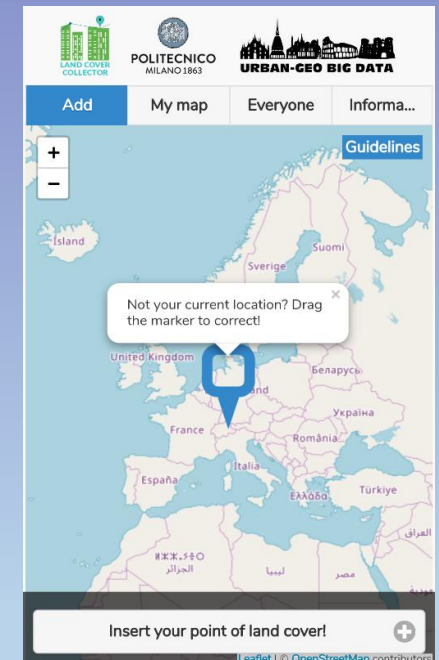 LAND COVER
COLLECTOR
POLITECNICO
MILANO 1863
URBAN-GEO BIG DATA
Add
My map
Everyone
Informa...
+
−
Guidelines
Ísland
Suomi
Sverige
Not your current location? Drag
the marker to correct!
×
United Kingdom
Беларусь
and
Україна
France
România
Italia
España
Ελλάδα
Türkiye
العراق
الجزائر
ليبيا
مصر
Insert your point of land cover!
Leaflet | © OpenStreetMap contributors